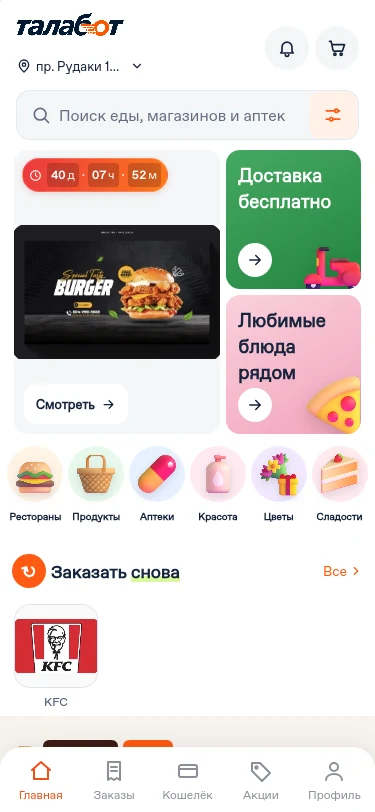 талабот
пр. Рудаки 1...
Поиск еды, магазинов и аптек
40 д · 07 ч · 52 м
Special Taste
BURGER
Смотреть
Доставка
бесплатно
Любимые
блюда
рядом
Рестораны Продукты Аптеки Красота Цветы Сладости
Заказать снова
Все
KFC
KFC
Главная Заказы Кошелёк Акции Профиль